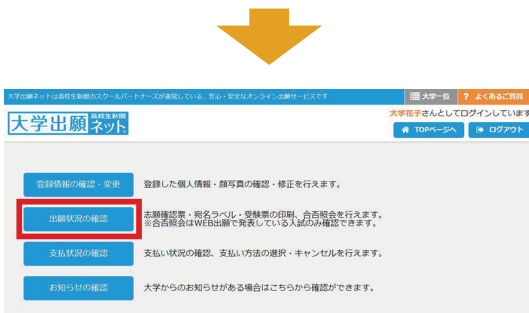 大学出願ネットは高校生新聞のスクールパートナーズが運営している、安心・安全なオンライン出願サービスです
大学一覧
? よくあるご質問
大学出願 高校生新聞 ネット
大学花子さんとしてログインしています
TOPページへ
ログアウト
登録情報の確認・変更
登録した個人情報・顔写真の確認・修正を行えます。
出願状況の確認
志願確認票・宛名ラベル・受験票の印刷、合否照会を行えます。
※合否照会はWEB出願で発表している入試のみ確認できます。
支払状況の確認
支払い状況の確認、支払い方法の選択・キャンセルを行えます。
お知らせの確認
大学からのお知らせがある場合はこちらから確認ができます。